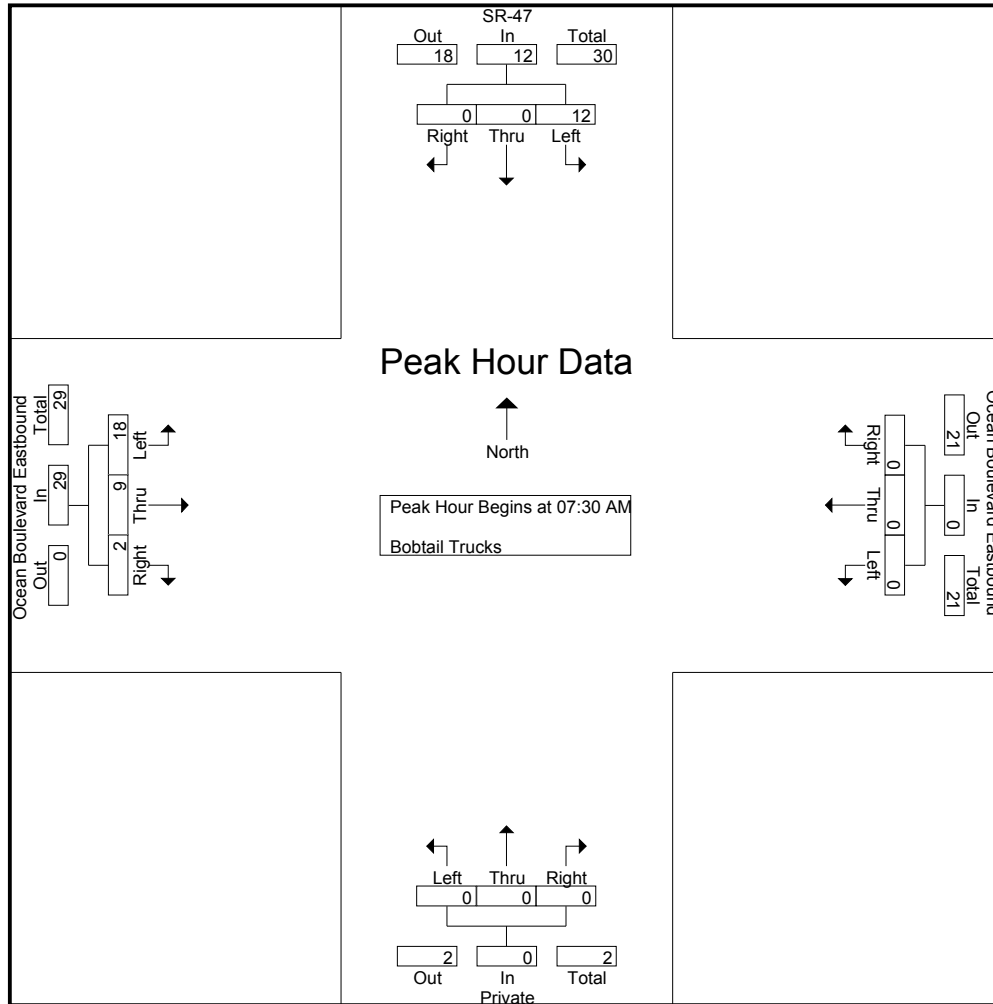 SR-47
Out In Total
18 12 30
0 0 12
Right Thru Left
Peak Hour Data
North
Peak Hour Begins at 07:30 AM
Bobtail Trucks
Ocean Boulevard Eastbound
Total In Out
29 29 0
18 9 2
Left Thru Right
Ocean Boulevard Eastbound
Out In Total
21 0 21
0 0 0
Right Thru Left
Left Thru Right
0 0 0
2 0 2
Out In Total
Private